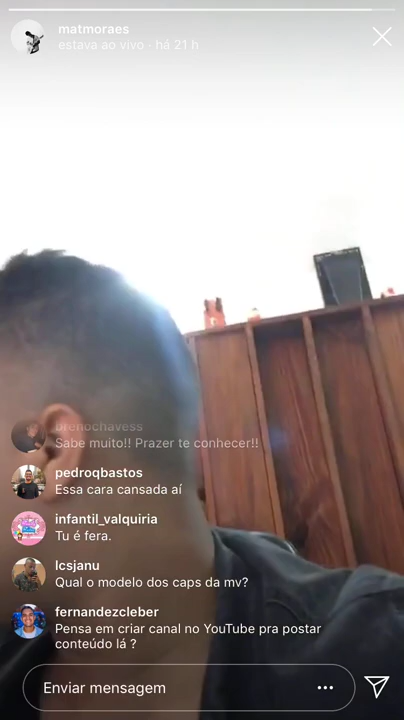 matmoraes
estava ao vivo · há 21 h
brenochavess
Sabe muito!! Prazer te conhecer!!
pedroqbastos
Essa cara cansada aí
infantil_valquiria
Tu é fera.
lcsjanu
Qual o modelo dos caps da mv?
fernandezcleber
Pensa em criar canal no YouTube pra postar
conteúdo lá ?
Enviar mensagem